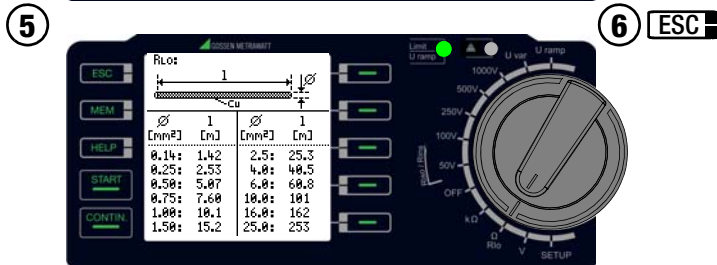 5
6 ESC
GOSSEN METRAWATT
ESC
MEM
HELP
START
CONTIN.
RLO:
l
Ø
Cu
Ø l Ø l
[mm²] [m] [mm²] [m]
0.14: 1.42 2.5: 25.3
0.25: 2.53 4.0: 40.5
0.50: 5.07 6.0: 60.8
0.75: 7.60 10.0: 101
1.00: 10.1 16.0: 162
1.50: 15.2 25.0: 253
Limit
U ramp
U var
U ramp
1000V
500V
250V
100V
50V
Riso / Rins
OFF
kΩ
Ω
Rlo
V
SETUP